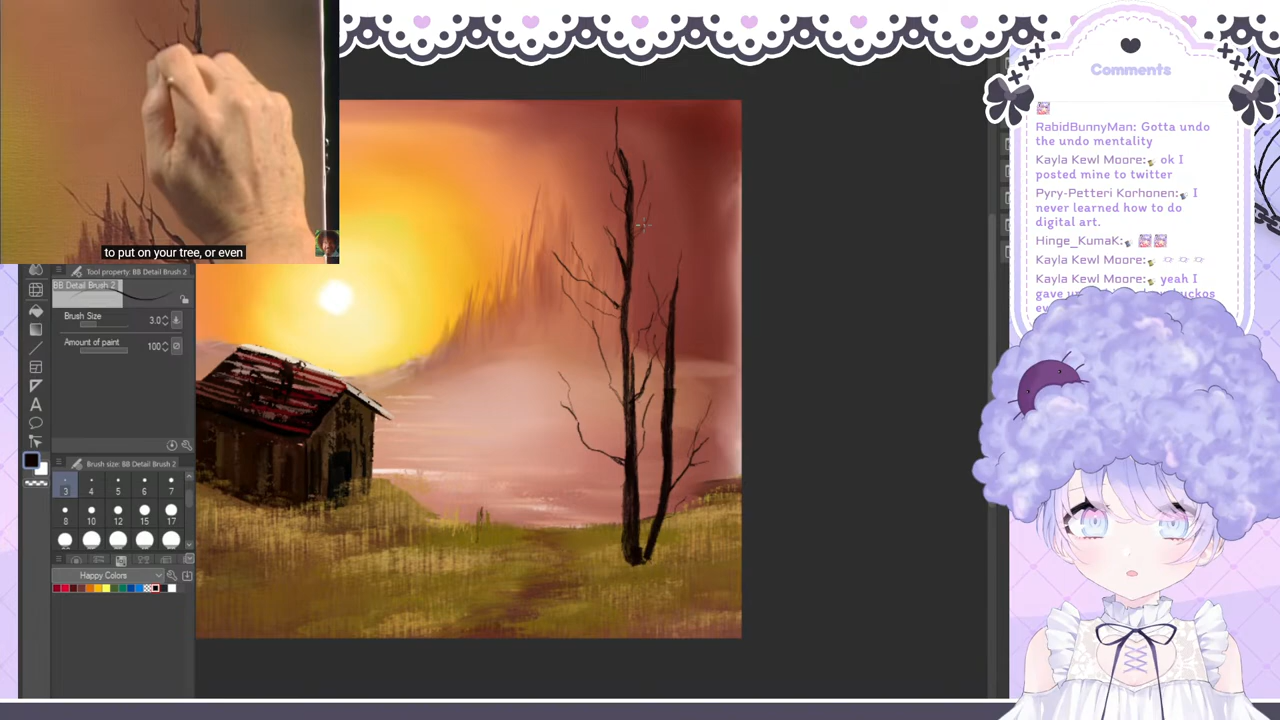 to put on your tree, or even
Comments
RabidBunnyMan: Gotta undo
the undo mentality
Kayla Kewl Moore: ok I
posted mine to twitter
Pyry-Petteri Korhonen: I
never learned how to do
digital art.
Hinge_KumaK:
Kayla Kewl Moore:
Kayla Kewl Moore: yeah I
Tool property: BB Detail Brush 2
BB Detail Brush 2
Brush Size 3.0
Amount of paint 100
Brush size: BB Detail Brush 2
3 4 5 6 7
8 10 12 15 17
Happy Colors